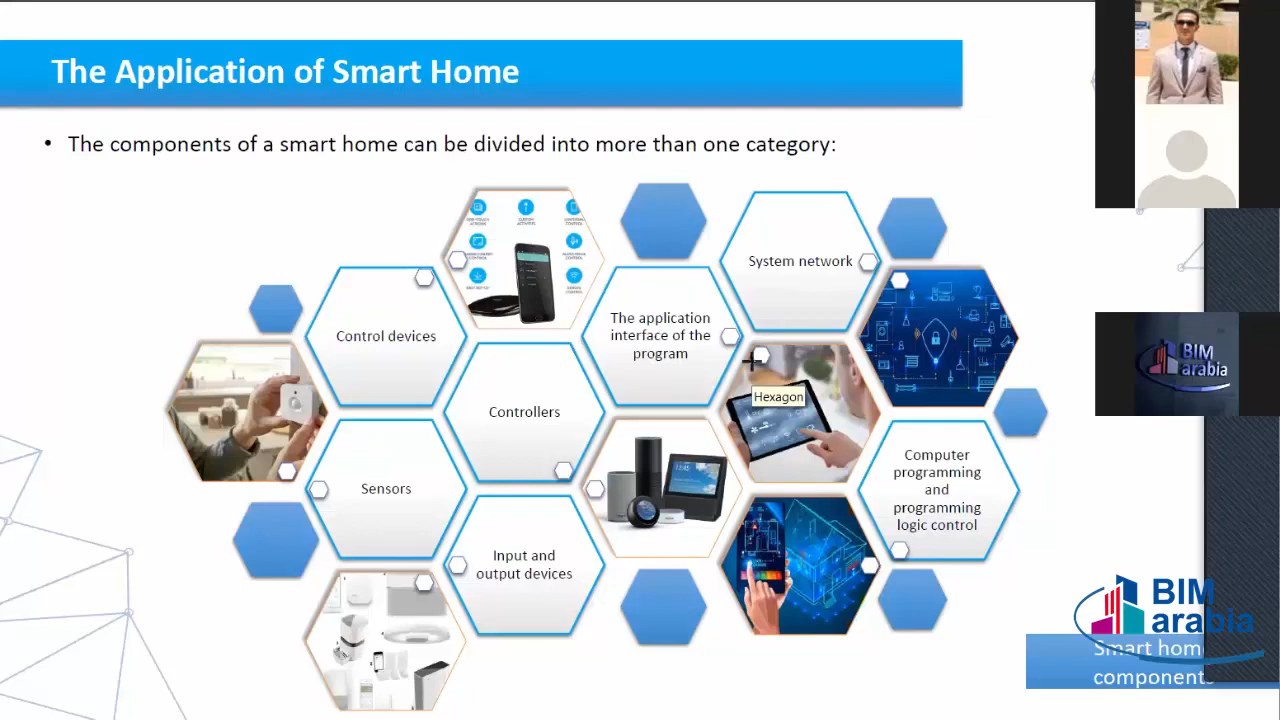 The Application of Smart Home
• The components of a smart home can be divided into more than one category:
System network
Control devices
The application
interface of the
program
Hexagon
Controllers
Computer
programming
and
programming
logic control
Sensors
Input and
output devices
11:45
BIM
arabia
BIM
arabia
Smart home
components